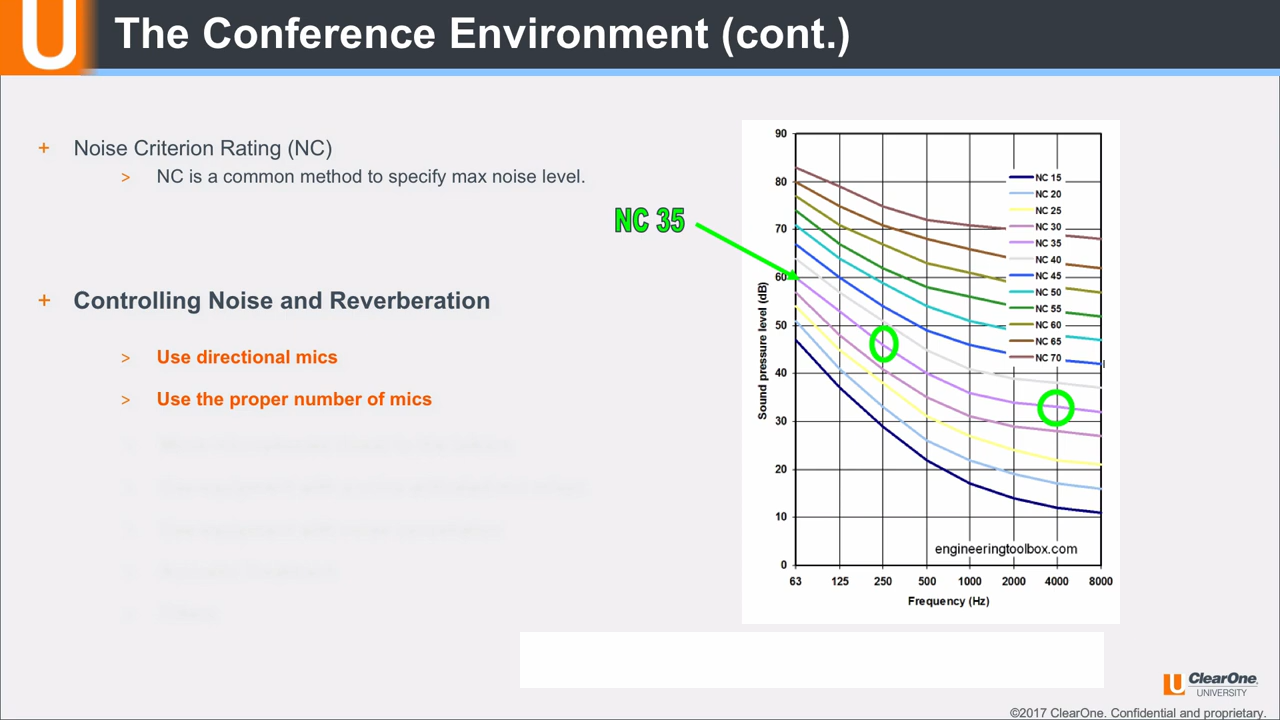 The Conference Environment (cont.)
+ Noise Criterion Rating (NC)
> NC is a common method to specify max noise level.
NC 35
+ Controlling Noise and Reverberation
> Use directional mics
> Use the proper number of mics
90
80
70
60
50
40
30
20
10
0
Sound pressure level (dB)
NC 15
NC 20
NC 25
NC 30
NC 35
NC 40
NC 45
NC 50
NC 55
NC 60
NC 65
NC 70
engineeringtoolbox.com
63 125 250 500 1000 2000 4000 8000
Frequency (Hz)
ClearOne
UNIVERSITY
©2017 ClearOne. Confidential and proprietary.